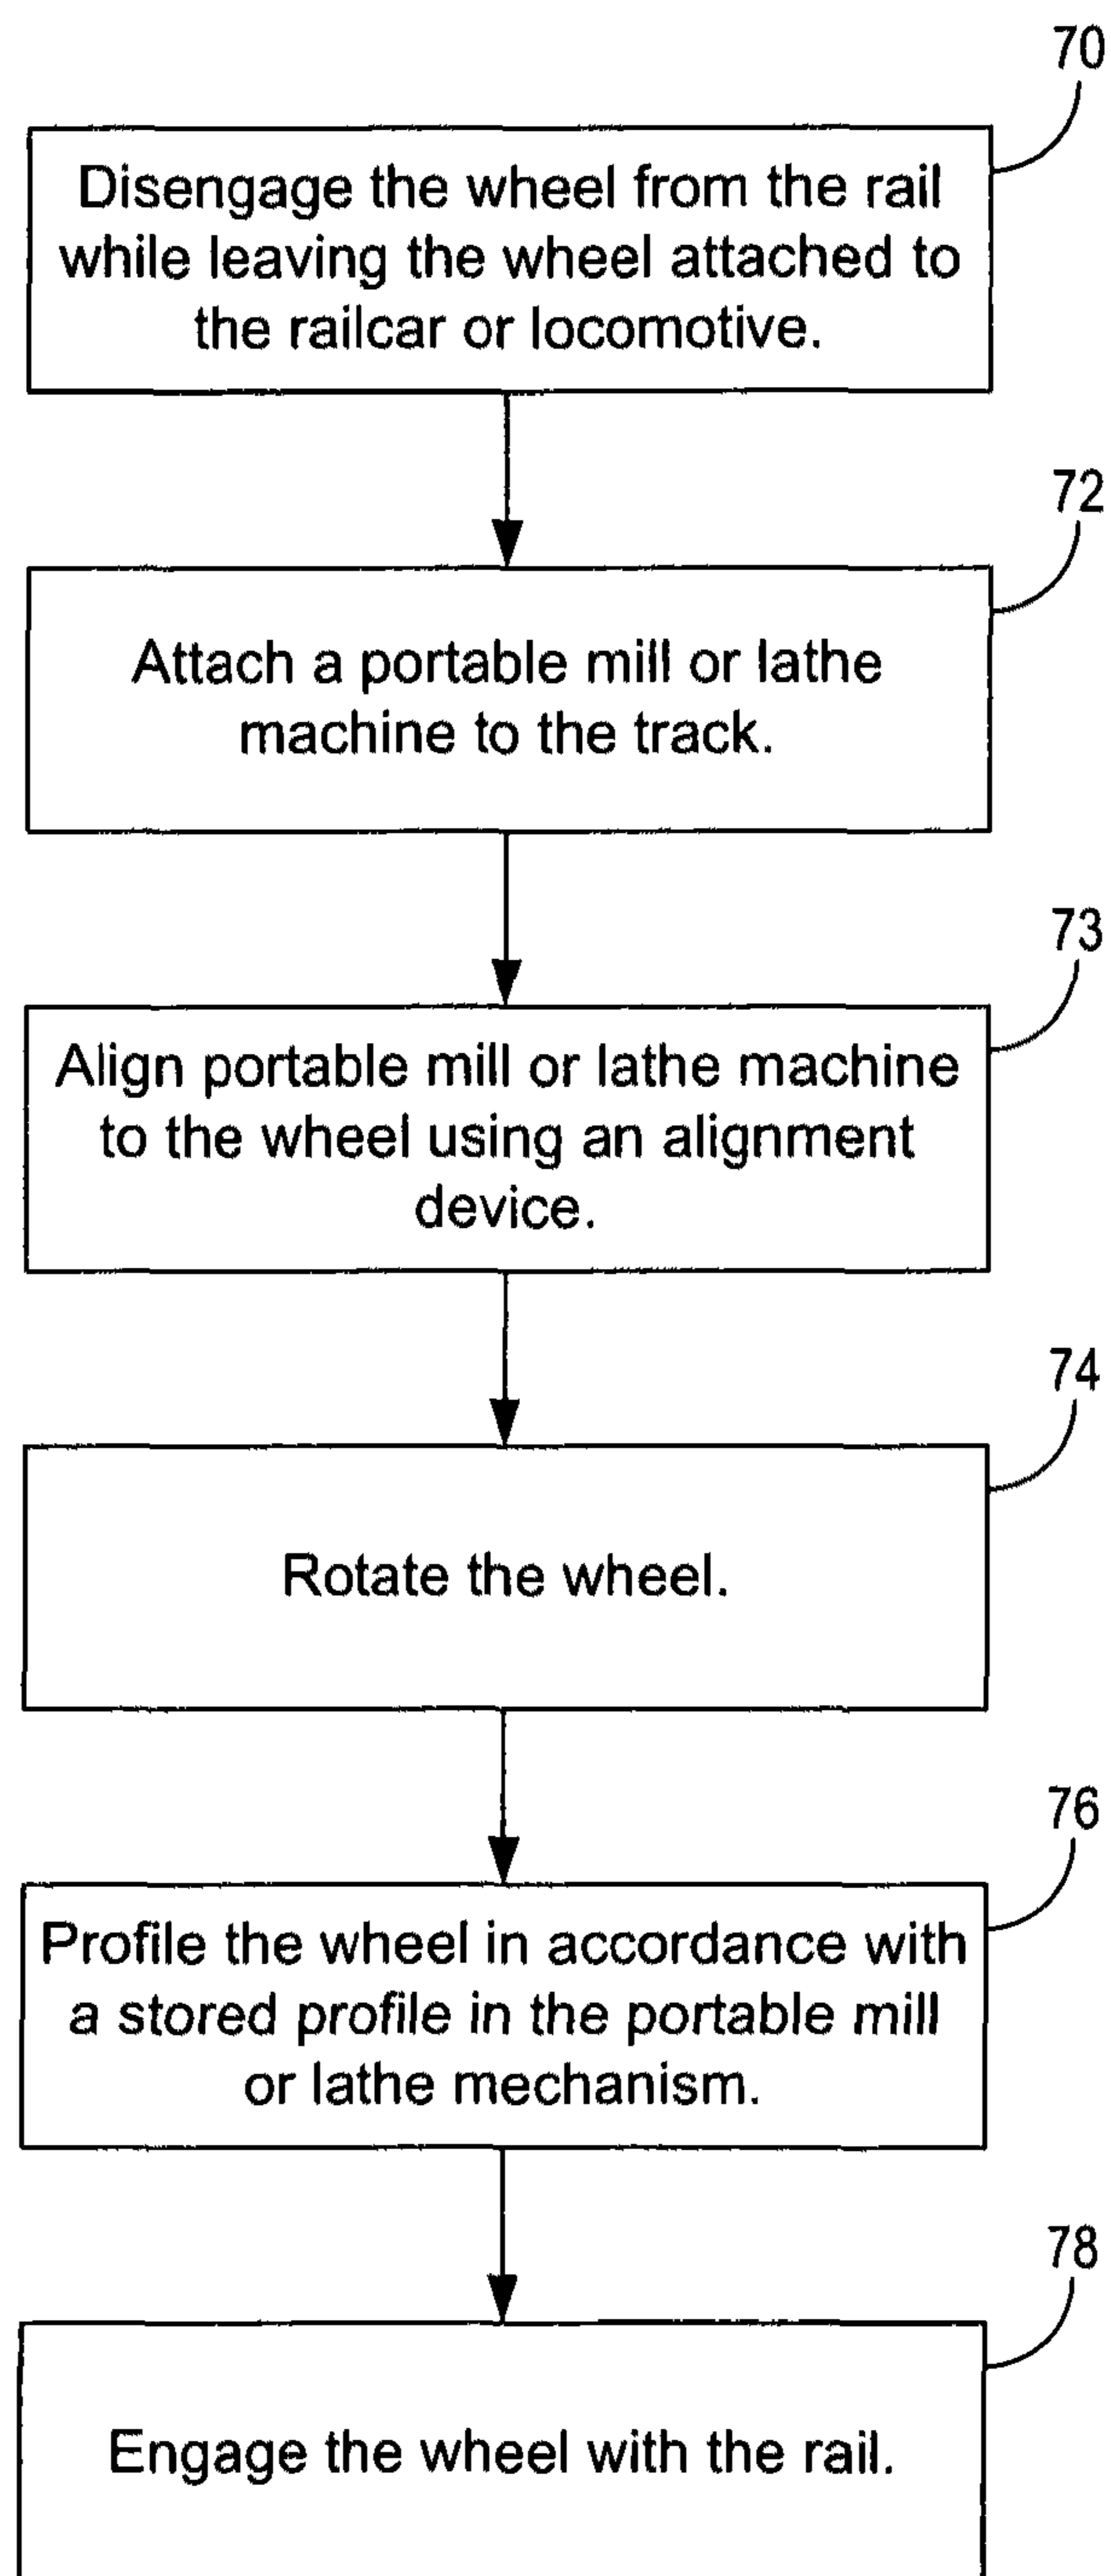 70
Disengage the wheel from the rail
while leaving the wheel attached to
the railcar or locomotive.
72
Attach a portable mill or lathe
machine to the track.
73
Align portable mill or lathe machine
to the wheel using an alignment
device.
74
Rotate the wheel.
76
Profile the wheel in accordance with
a stored profile in the portable mill
or lathe mechanism.
78
Engage the wheel with the rail.